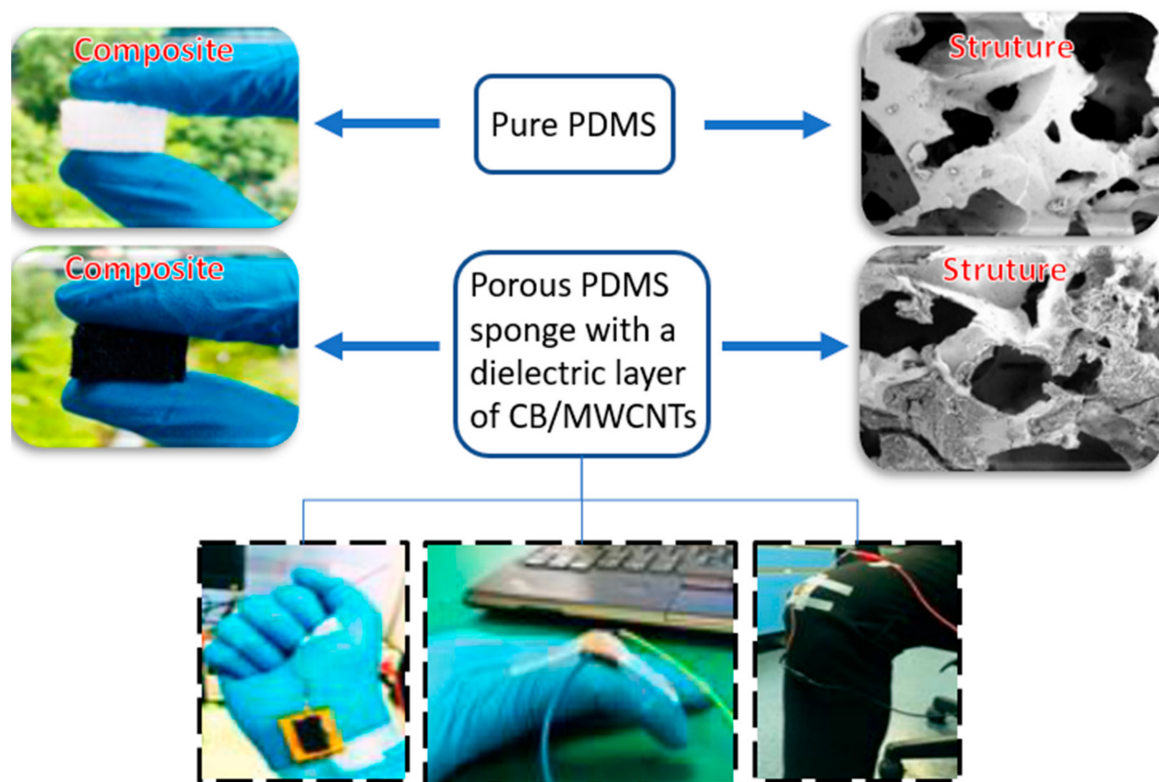 Composite
Pure PDMS
Struture
Composite
Porous PDMS
sponge with a
dielectric layer
of CB/MWCNTs
Struture